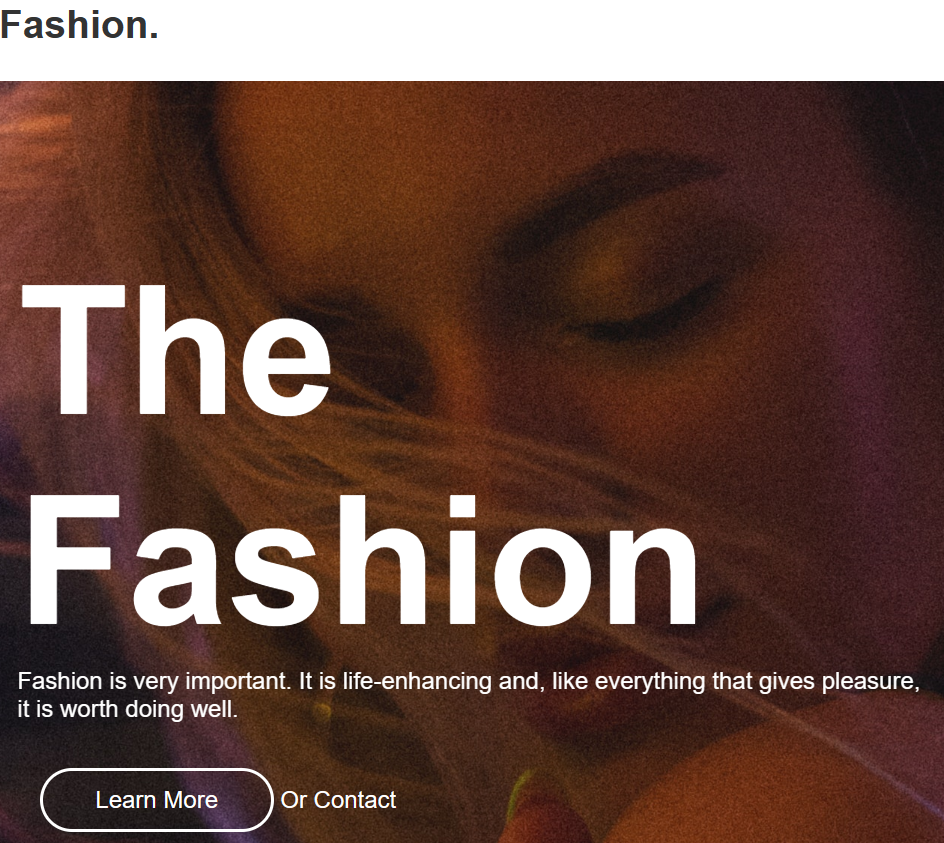 Fashion.
The
Fashion
Fashion is very important. It is life-enhancing and, like everything that gives pleasure,
it is worth doing well.
Learn More Or Contact